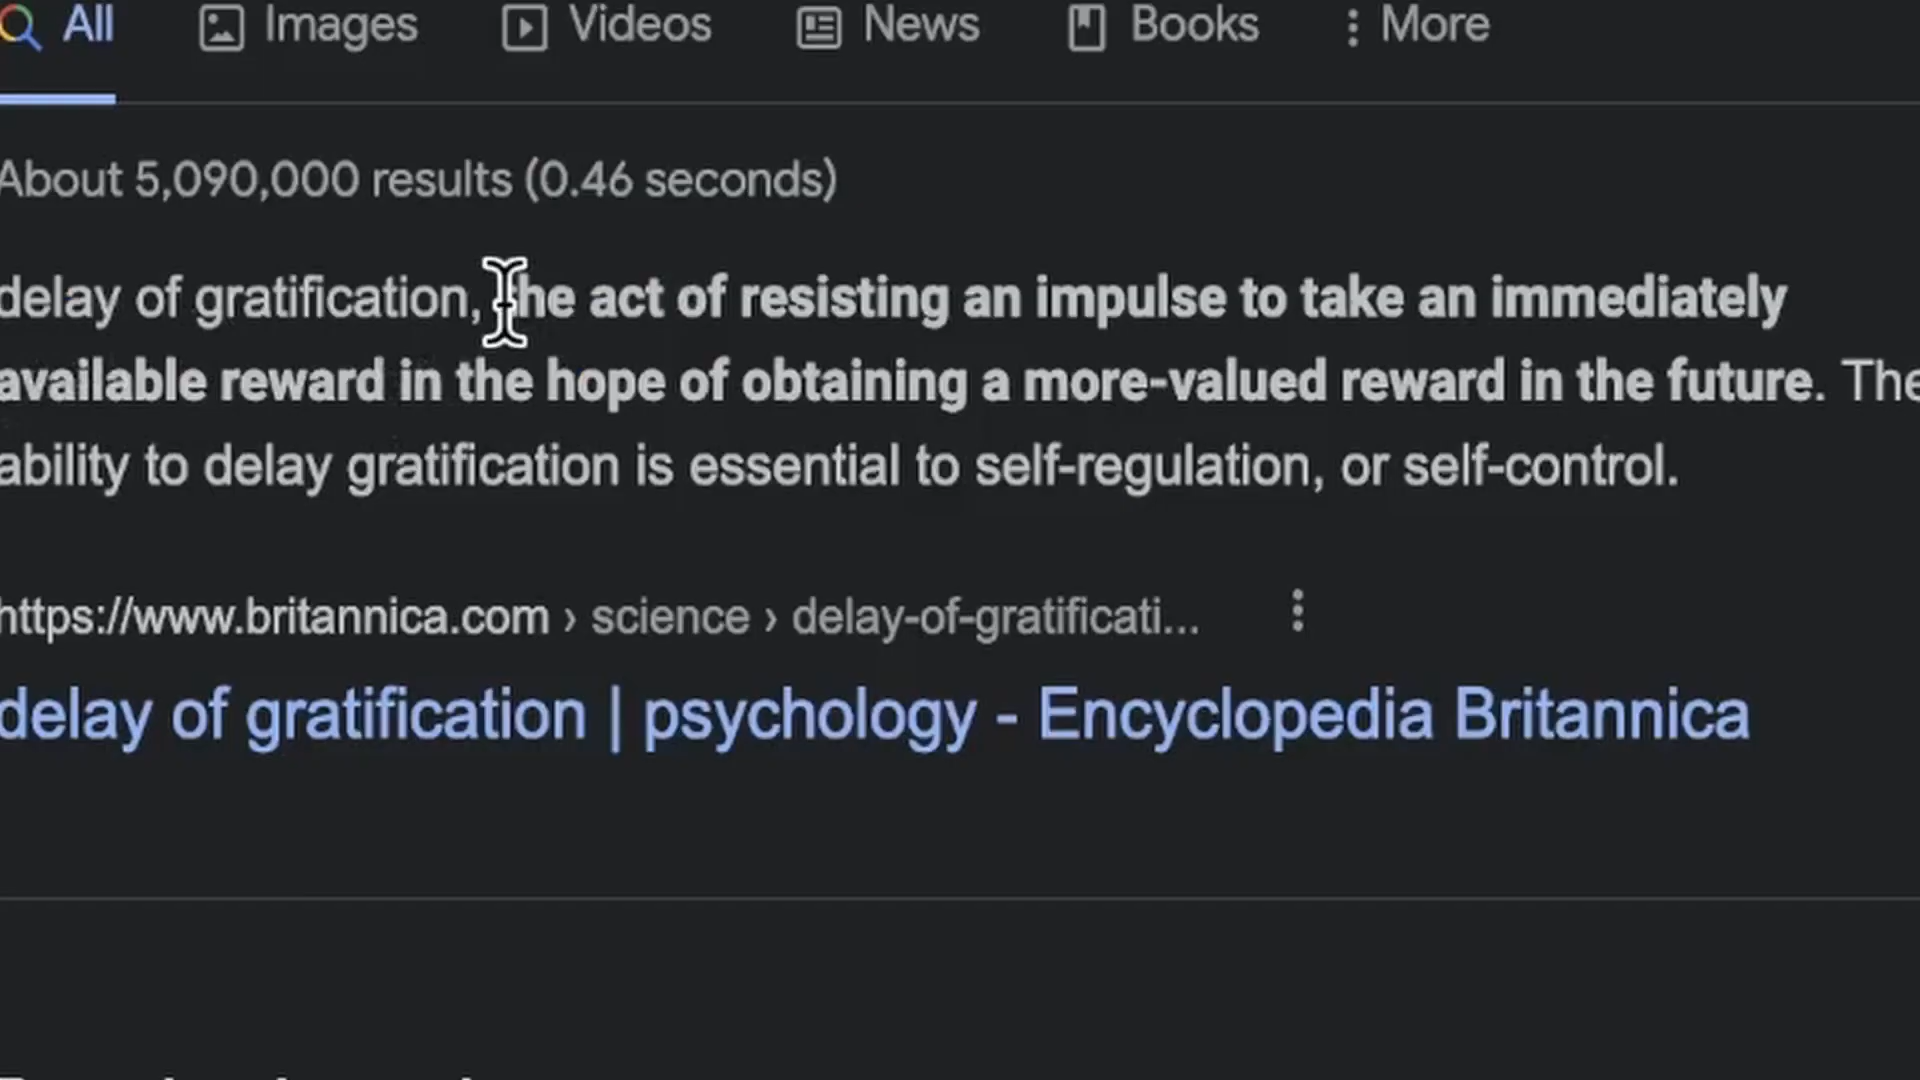 All Images Videos News Books More
About 5,090,000 results (0.46 seconds)
delay of gratification, the act of resisting an impulse to take an immediately
available reward in the hope of obtaining a more-valued reward in the future. The
ability to delay gratification is essential to self-regulation, or self-control.
https://www.britannica.com › science › delay-of-gratificati...
delay of gratification | psychology - Encyclopedia Britannica